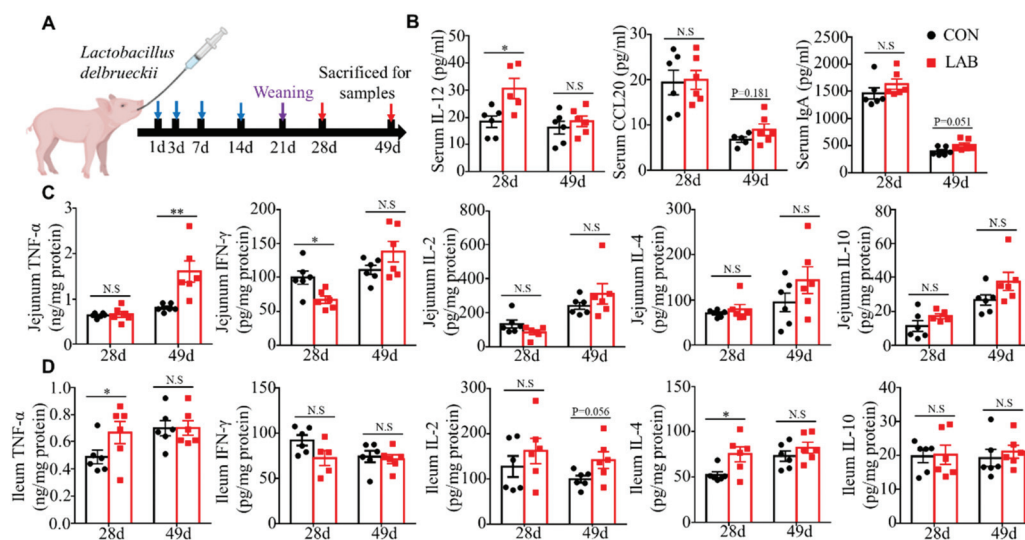 A
Lactobacillus
delbrueckii
Weaning
Sacrificed for
samples
1d 3d 7d 14d 21d 28d 49d
B
Serum IL-12 (pg/ml)
40
30
20
10
0
*
N.S
28d 49d
Serum CCL20 (pg/ml)
40
30
20
10
0
N.S
P=0.181
28d 49d
Serum IgA (pg/ml)
2500
2000
1500
1000
500
0
N.S
P=0.051
28d 49d
CON
LAB
C
Jejunum TNF-α
(ng/mg protein)
3
2
1
0
N.S
**
28d 49d
Jejunum IFN-γ
(pg/mg protein)
200
150
100
50
0
*
N.S
28d 49d
Jejunum IL-2
(pg/mg protein)
800
600
400
200
0
N.S
N.S
28d 49d
Jejunum IL-4
(pg/mg protein)
300
200
100
0
N.S
N.S
28d 49d
Jejunum IL-10
(pg/mg protein)
80
60
40
20
0
N.S
N.S
28d 49d
D
Ileum TNF-α
(ng/mg protein)
1.0
0.8
0.6
0.4
0.2
0.0
*
N.S
28d 49d
Ileum IFN-γ
(pg/mg protein)
150
100
50
0
N.S
N.S
28d 49d
Ileum IL-2
(pg/mg protein)
400
300
200
100
0
N.S
P=0.056
28d 49d
Ileum IL-4
(pg/mg protein)
150
100
50
0
*
N.S
28d 49d
Ileum IL-10
(pg/mg protein)
40
30
20
10
0
N.S
N.S
28d 49d